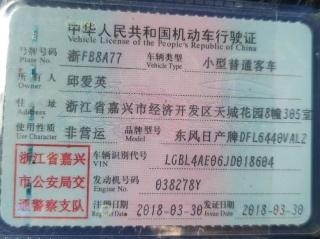 中华人民共和国机动车行驶证
Vehicle License of the People's Republic of China
号牌号码 浙FB8A77 车辆类型 小型普通客车
Plate No. Vehicle Type
所有人 邱爱英
Owner
住址 浙江省嘉兴市经济开发区天城花园8幢305室
Address
使用性质 非营运 品牌型号 东风日产牌DFL6440VAL2
Use Character Model
浙江省嘉兴市公安局交通警察支队
车辆识别代号 LGBL4AE06JD018604
VIN
发动机号码 038278Y
Engine No.
注册日期 2018-03-30 发证日期 2018-03-30
Register Date Issue Date